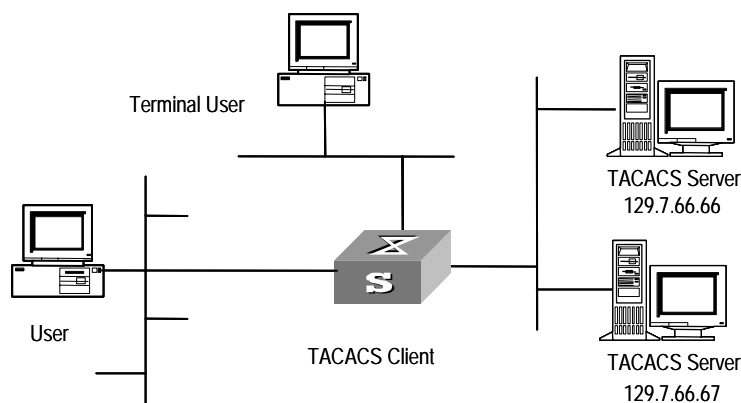 Terminal User
TACACS Server
129.7.66.66
S
User
TACACS Client
TACACS Server
129.7.66.67